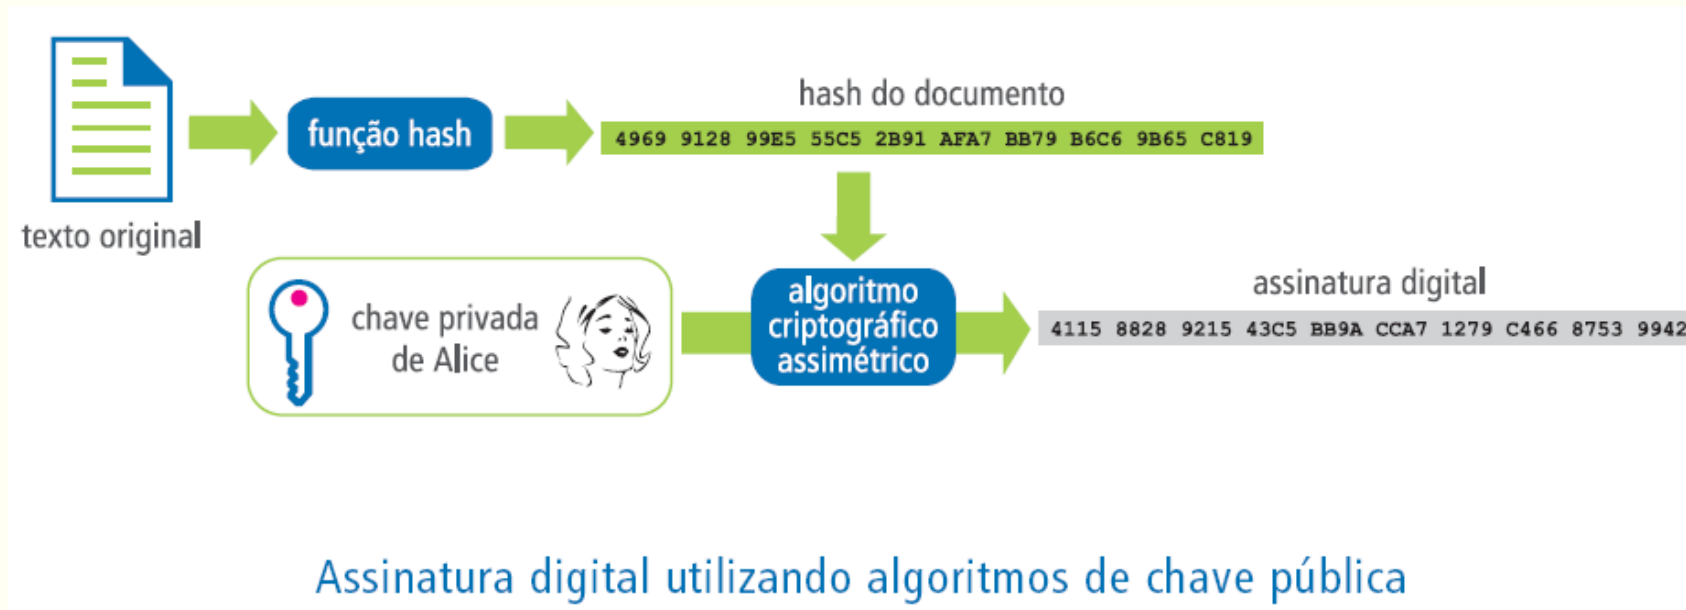 hash do documento
função hash
4969 9128 99E5 55C5 2B91 AFA7 BB79 B6C6 9B65 C819
texto original
chave privada
de Alice
algoritmo
criptográfico
assimétrico
assinatura digital
4115 8828 9215 43C5 BB9A CCA7 1279 C466 8753 9942
Assinatura digital utilizando algoritmos de chave pública